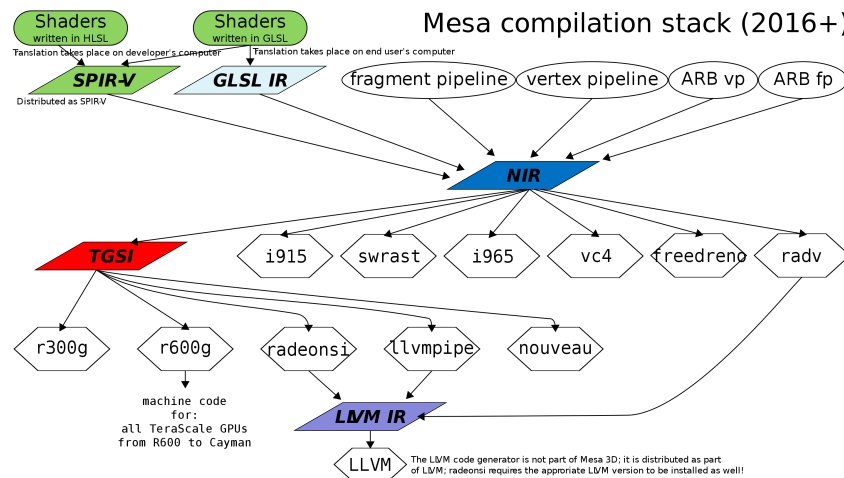 Mesa compilation stack (2016+)
Shaders
written in HLSL
Shaders
written in GLSL
Translation takes place on developer's computer
Translation takes place on end user's computer
SPIR-V
GLSL IR
fragment pipeline
vertex pipeline
ARB vp
ARB fp
Distributed as SPIR-V
NIR
TGSI
i915
swrast
i965
vc4
freedreno
radv
r300g
r600g
radeonsi
llvmpipe
nouveau
machine code
for:
all TeraScale GPUs
from R600 to Cayman
LLVM IR
LLVM
The LLVM code generator is not part of Mesa 3D; it is distributed as part
of LLVM; radeonsi requires the approriate LLVM version to be installed as well!